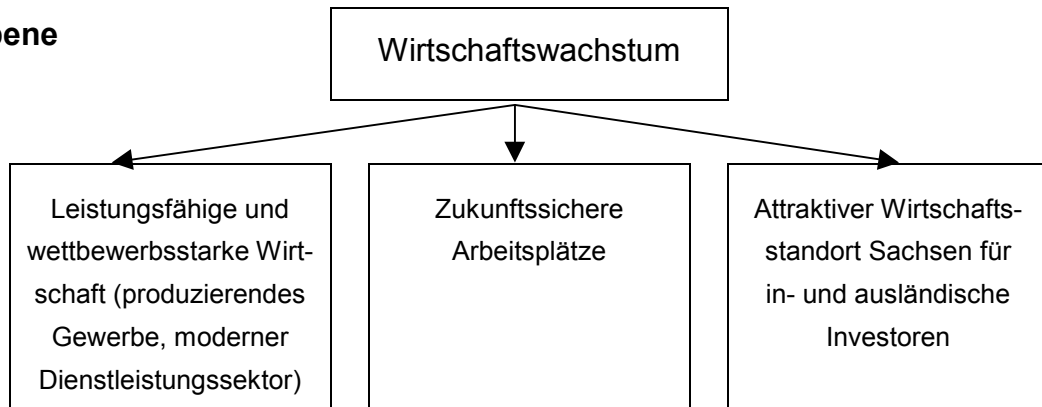 bene
Wirtschaftswachstum
Leistungsfähige und
wettbewerbsstarke Wirt-
schaft (produzierendes
Gewerbe, moderner
Dienstleistungssektor)
Zukunftssichere
Arbeitsplätze
Attraktiver Wirtschafts-
standort Sachsen für
in- und ausländische
Investoren